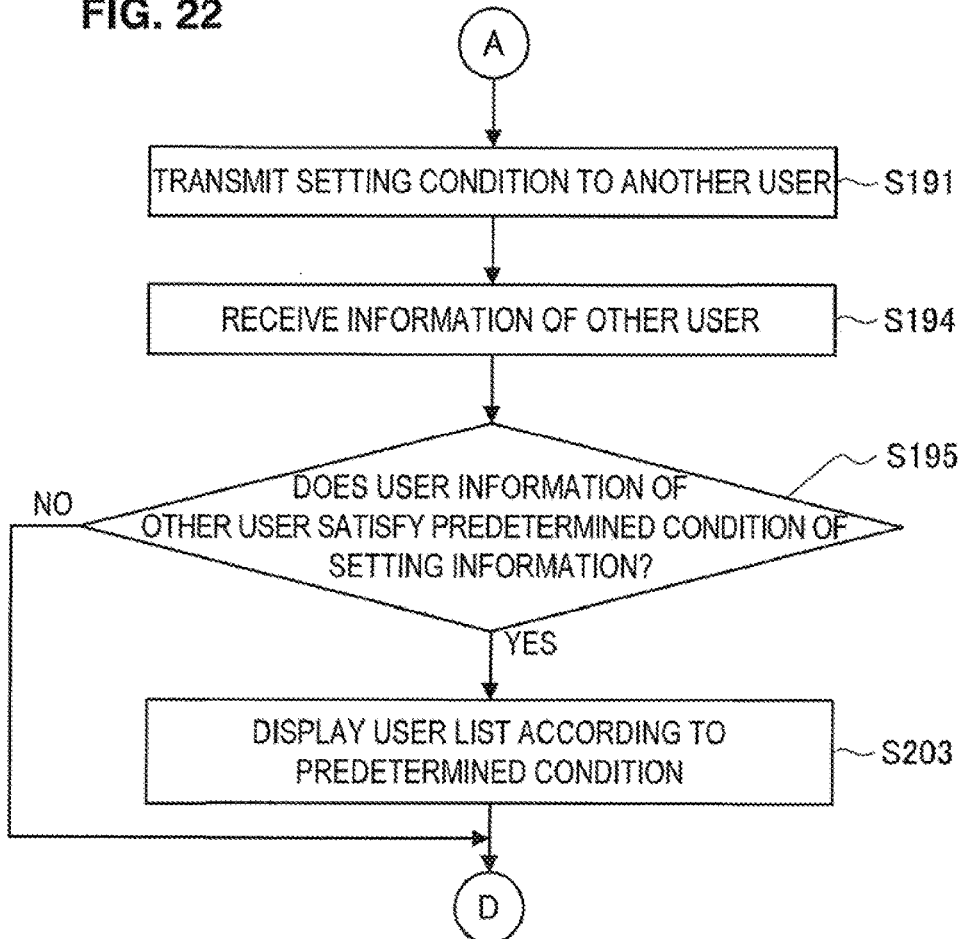 FIG. 22
A
TRANSMIT SETTING CONDITION TO ANOTHER USER
S191
RECEIVE INFORMATION OF OTHER USER
S194
S195
NO
DOES USER INFORMATION OF
OTHER USER SATISFY PREDETERMINED CONDITION OF
SETTING INFORMATION?
YES
DISPLAY USER LIST ACCORDING TO
PREDETERMINED CONDITION
S203
D